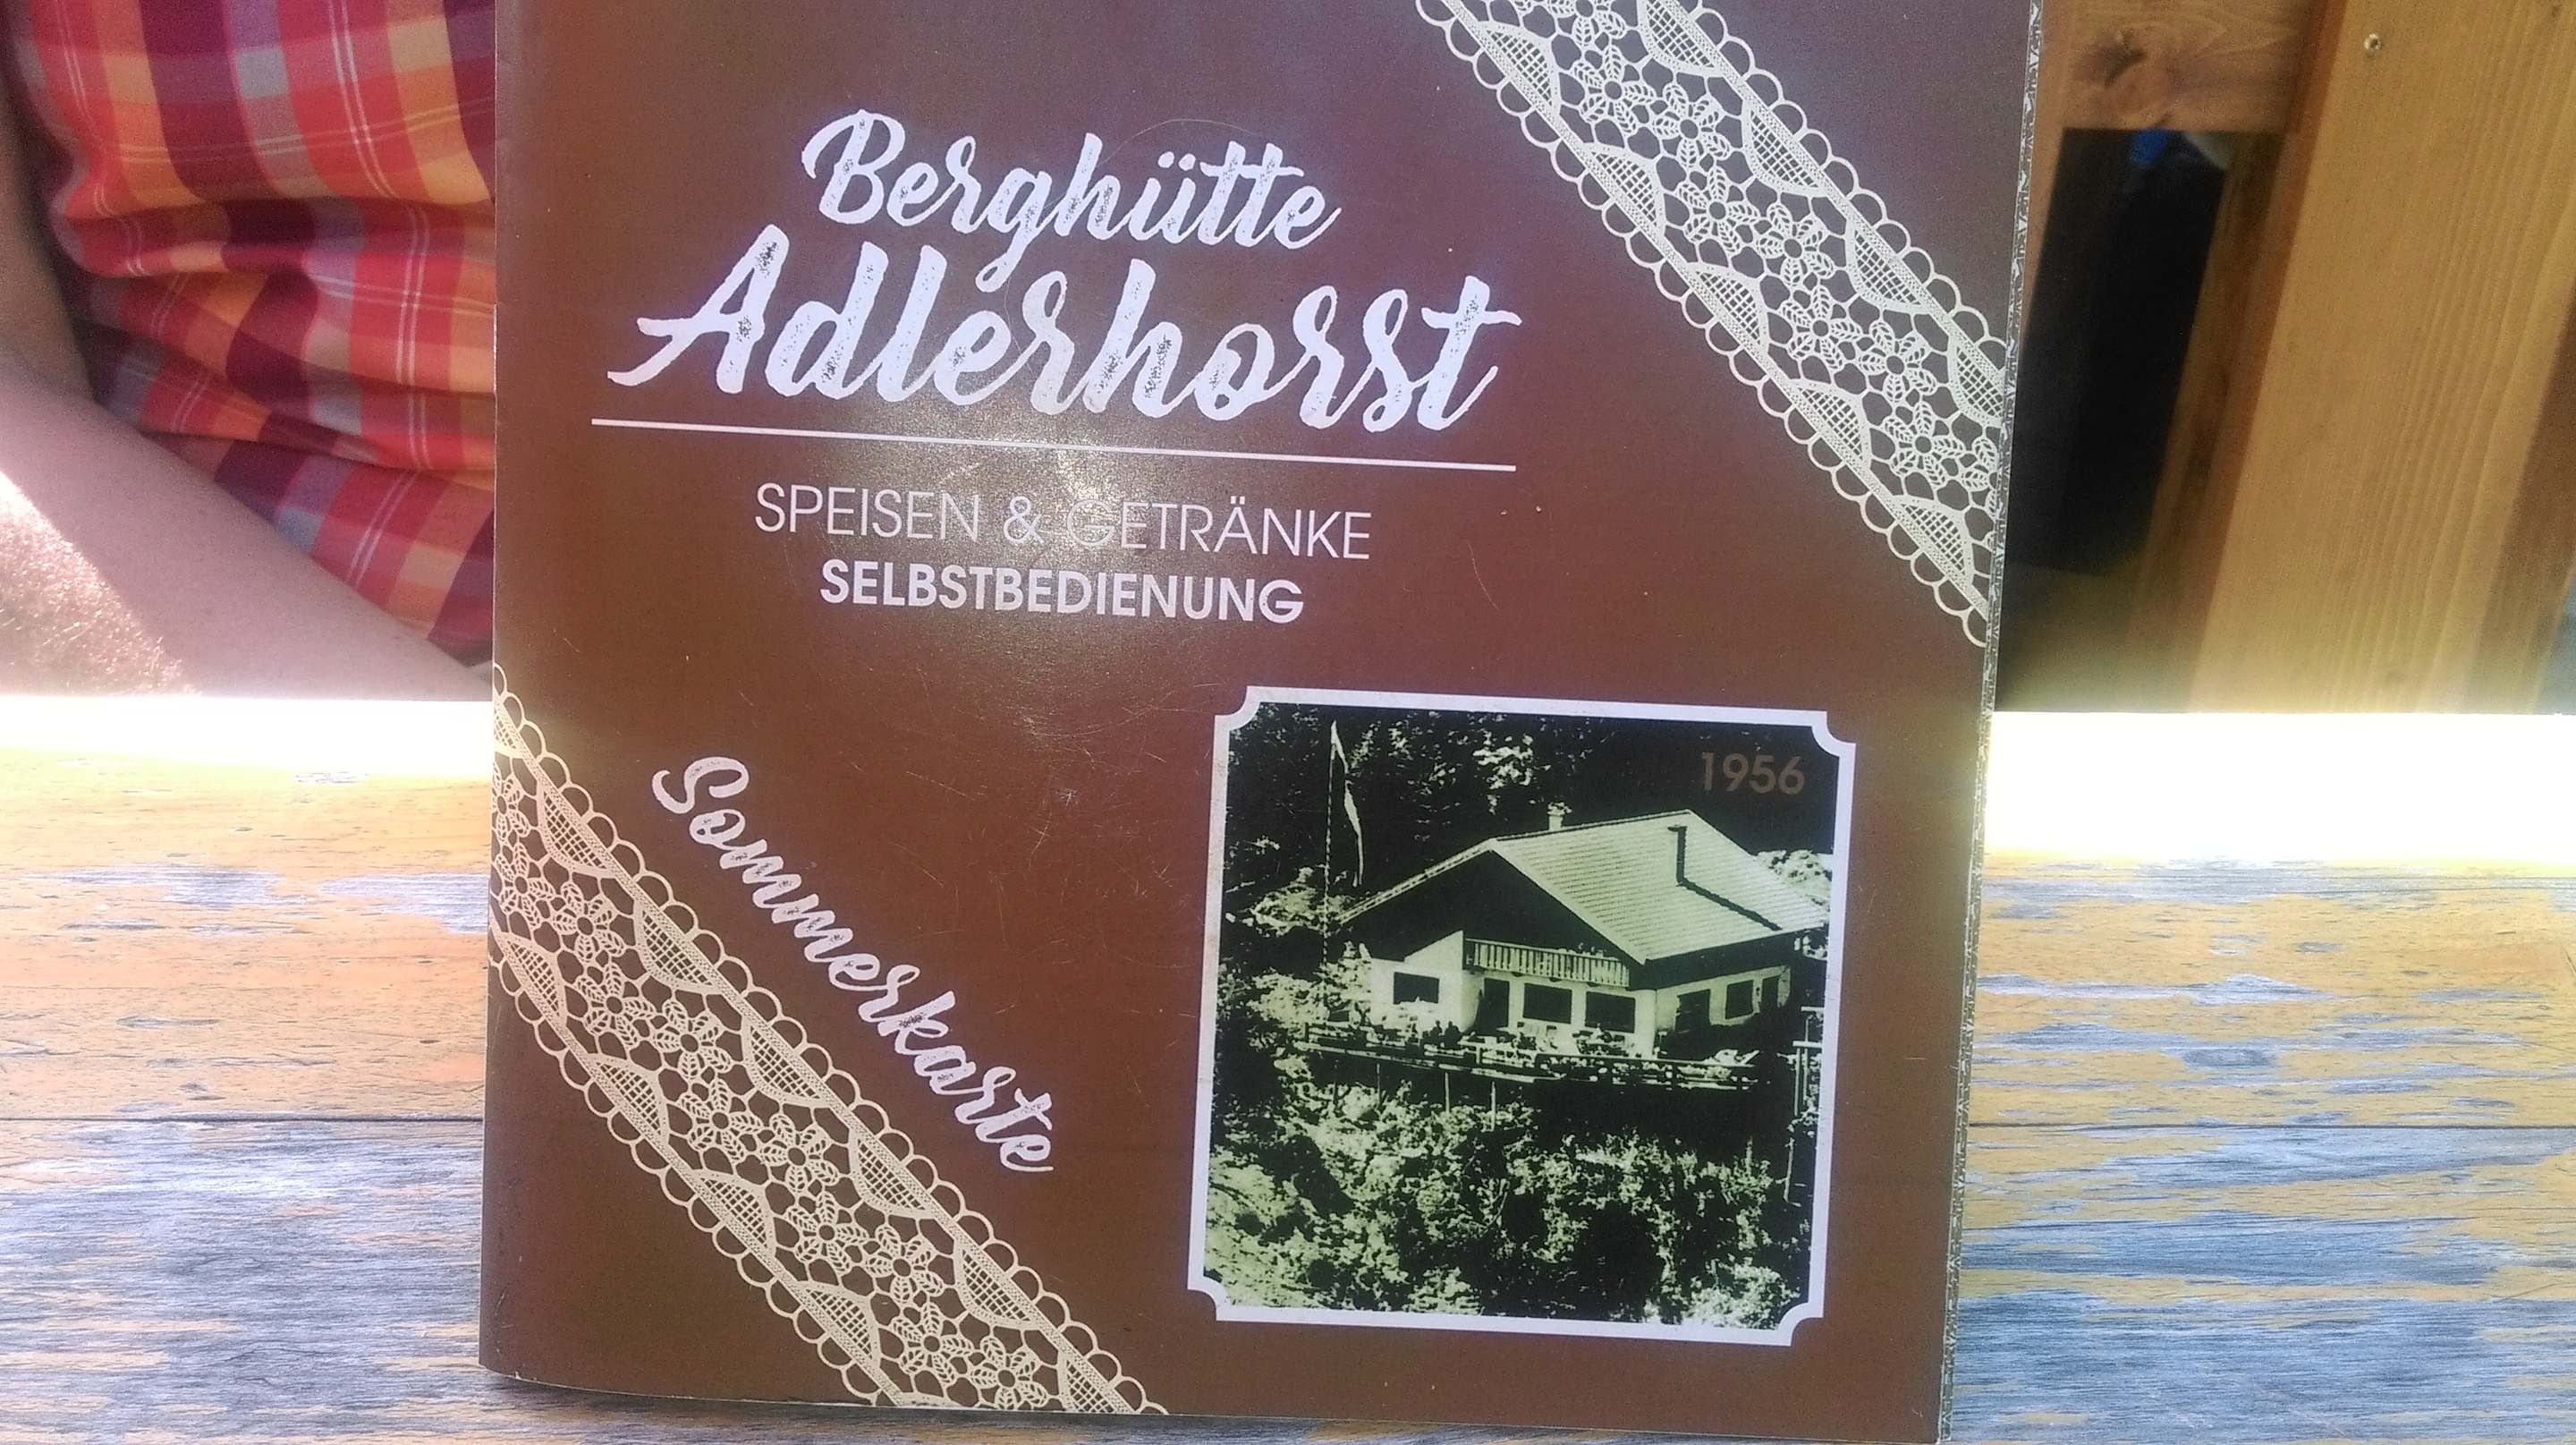 Berghütte
Adlerhorst
SPEISEN & GETRÄNKE
SELBSTBEDIENUNG
Sommerkarte
1956